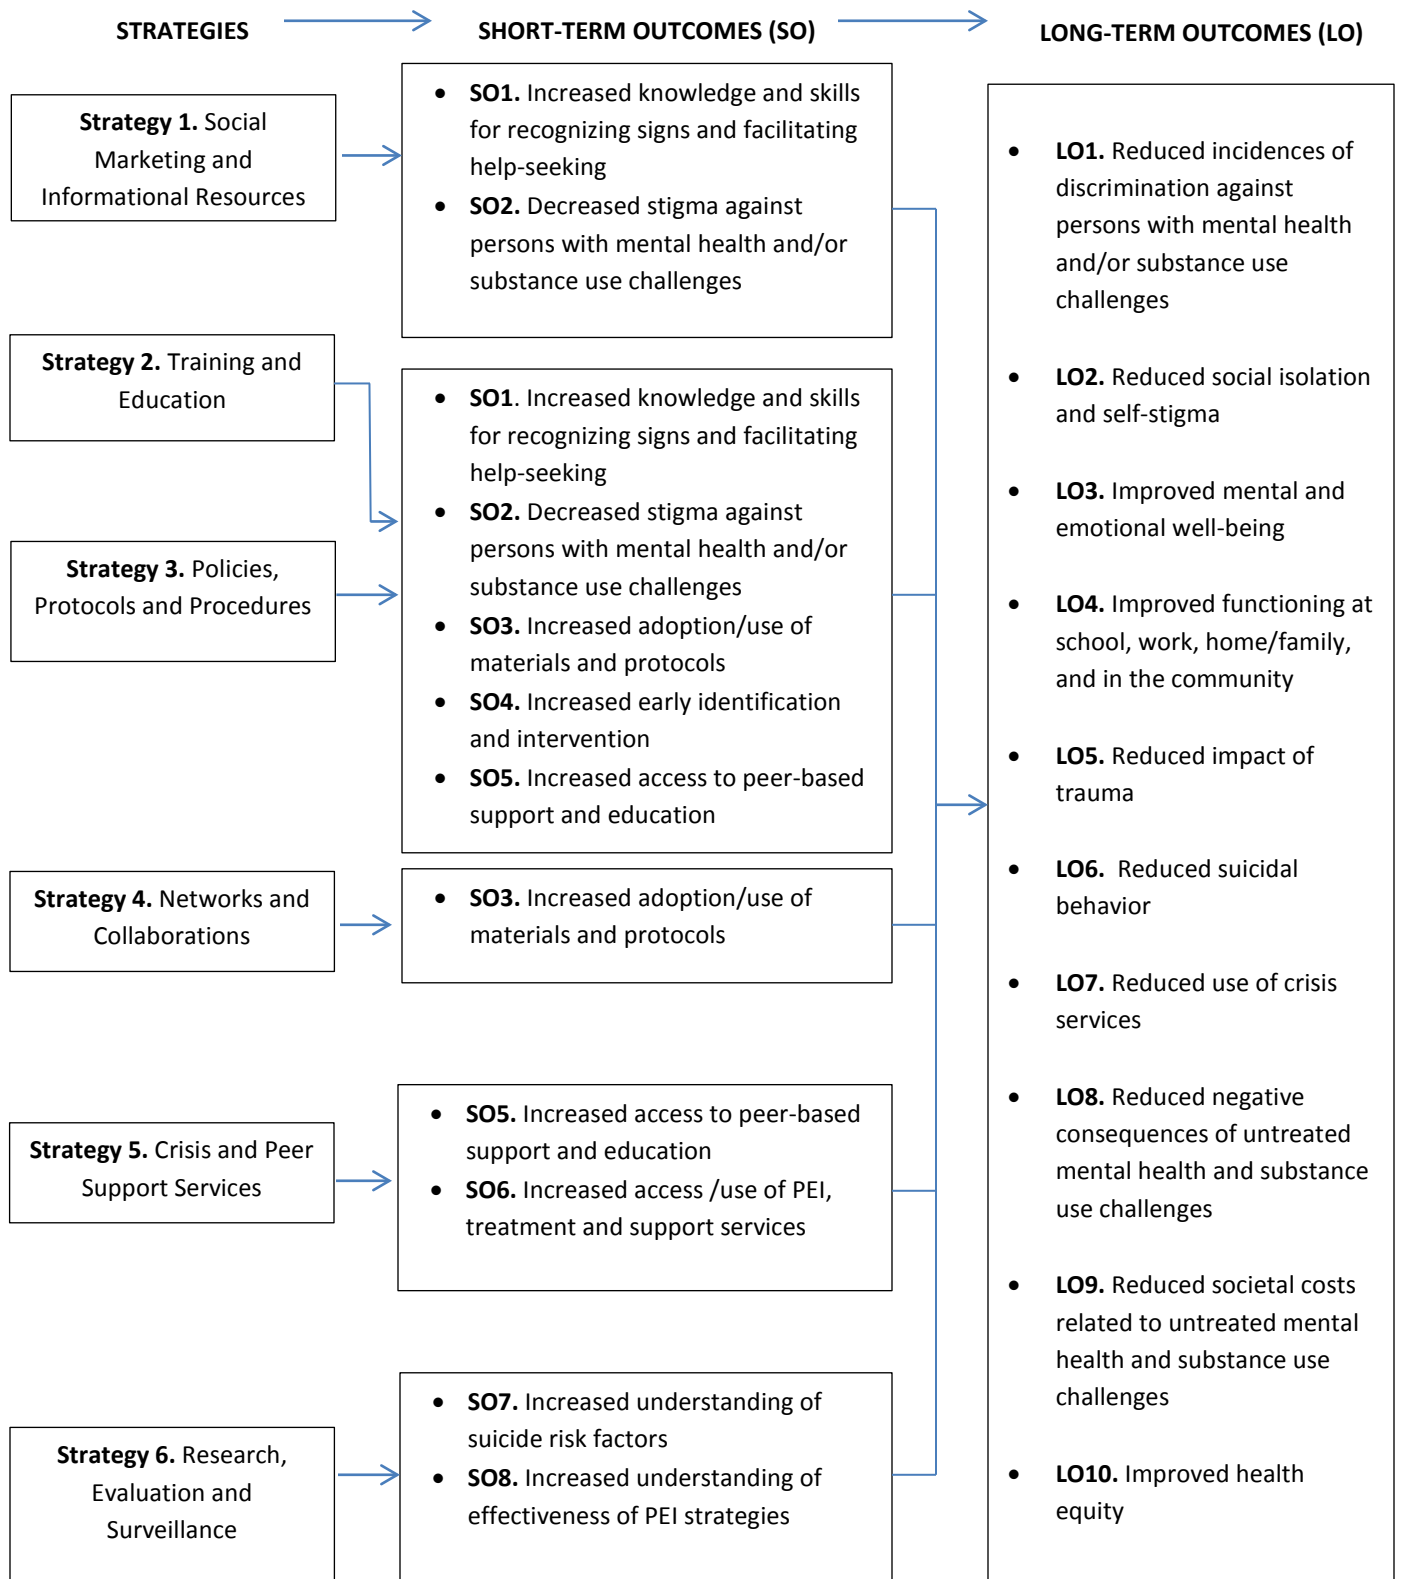 STRATEGIES
SHORT-TERM OUTCOMES (SO)
LONG-TERM OUTCOMES (LO)
Strategy 1. Social
Marketing and
Informational Resources
• SO1. Increased knowledge and skills
for recognizing signs and facilitating
help-seeking
• SO2. Decreased stigma against
persons with mental health and/or
substance use challenges
Strategy 2. Training and
Education
Strategy 3. Policies,
Protocols and Procedures
• SO1. Increased knowledge and skills
for recognizing signs and facilitating
help-seeking
• SO2. Decreased stigma against
persons with mental health and/or
substance use challenges
• SO3. Increased adoption/use of
materials and protocols
• SO4. Increased early identification
and intervention
• SO5. Increased access to peer-based
support and education
Strategy 4. Networks and
Collaborations
• SO3. Increased adoption/use of
materials and protocols
Strategy 5. Crisis and Peer
Support Services
• SO5. Increased access to peer-based
support and education
• SO6. Increased access /use of PEI,
treatment and support services
Strategy 6. Research,
Evaluation and
Surveillance
• SO7. Increased understanding of
suicide risk factors
• SO8. Increased understanding of
effectiveness of PEI strategies
• LO1. Reduced incidences of
discrimination against
persons with mental health
and/or substance use
challenges
• LO2. Reduced social isolation
and self-stigma
• LO3. Improved mental and
emotional well-being
• LO4. Improved functioning at
school, work, home/family,
and in the community
• LO5. Reduced impact of
trauma
• LO6. Reduced suicidal
behavior
• LO7. Reduced use of crisis
services
• LO8. Reduced negative
consequences of untreated
mental health and substance
use challenges
• LO9. Reduced societal costs
related to untreated mental
health and substance use
challenges
• LO10. Improved health
equity